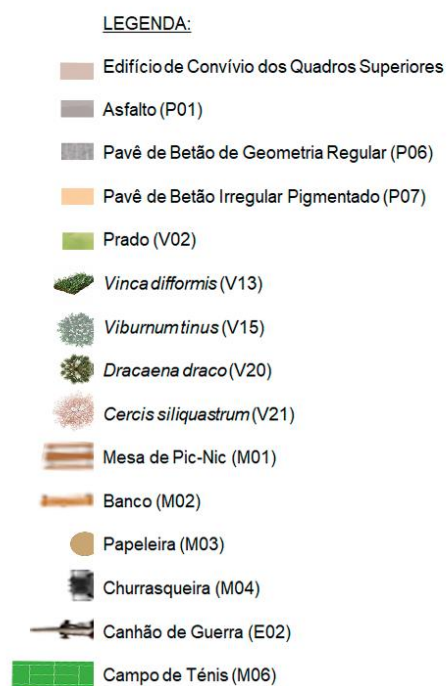 LEGENDA:
Edifício de Convívio dos Quadros Superiores
Asfalto (P01)
Pavê de Betão de Geometria Regular (P06)
Pavê de Betão Irregular Pigmentado (P07)
Prado (V02)
Vinca difformis (V13)
Viburnum tinus (V15)
Dracaena draco (V20)
Cercis siliquastrum (V21)
Mesa de Pic-Nic (M01)
Banco (M02)
Papeleira (M03)
Churrasqueira (M04)
Canhão de Guerra (E02)
Campo de Ténis (M06)